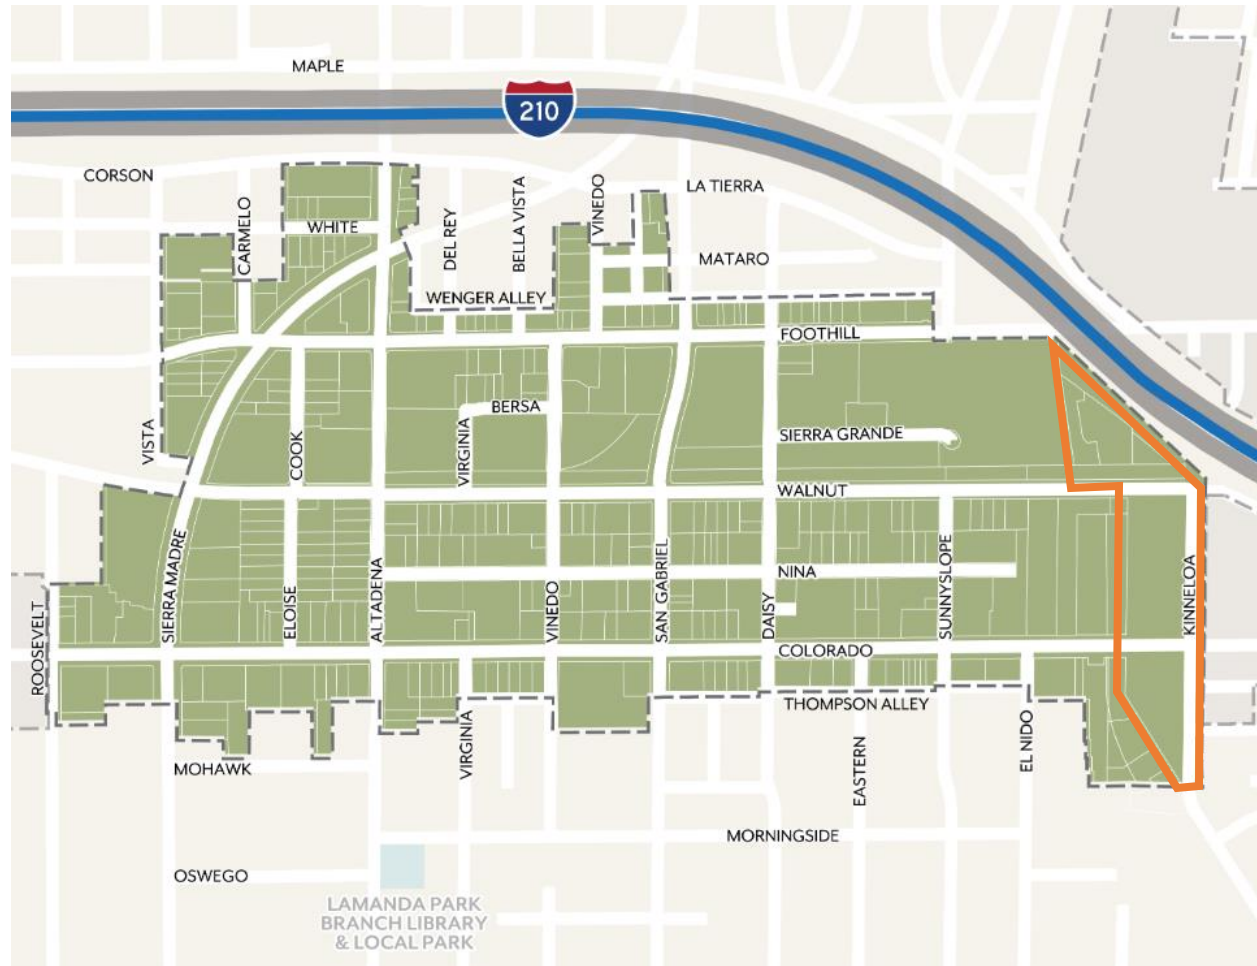 MAPLE
210
CORSON
LA TIERRA
CARMELO
WHITE
DEL REY
BELLA VISTA
VINEDO
MATARO
WENGER ALLEY
FOOTHILL
BERSA
SIERRA GRANDE
VISTA
COOK
VIRGINIA
WALNUT
SIERRA MADRE
ELOISE
ALTADENA
NINA
VINEDO
SAN GABRIEL
DAISY
SUNNYSLOPE
KINNELOA
ROOSEVELT
COLORADO
THOMPSON ALLEY
MOHAWK
VIRGINIA
EASTERN
EL NIDO
MORNINGSIDE
OSWEGO
LAMANDA PARK
BRANCH LIBRARY
& LOCAL PARK